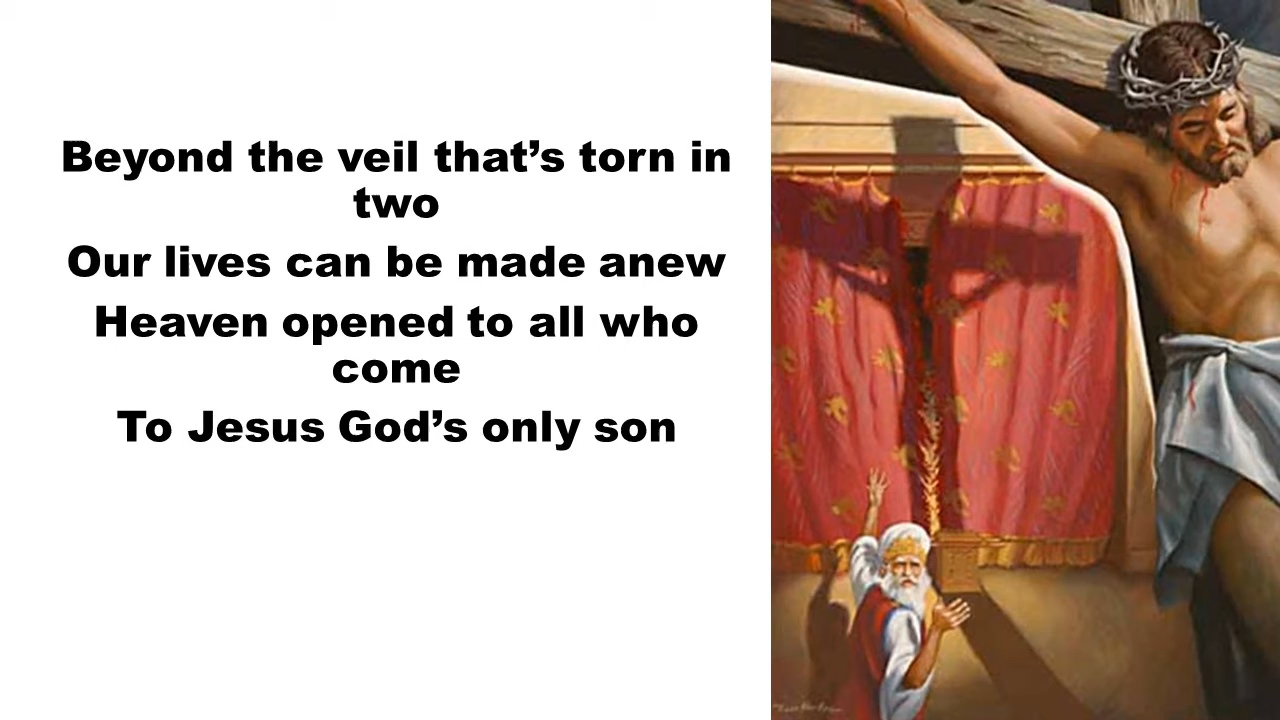 Beyond the veil that’s torn in
two
Our lives can be made anew
Heaven opened to all who
come
To Jesus God’s only son